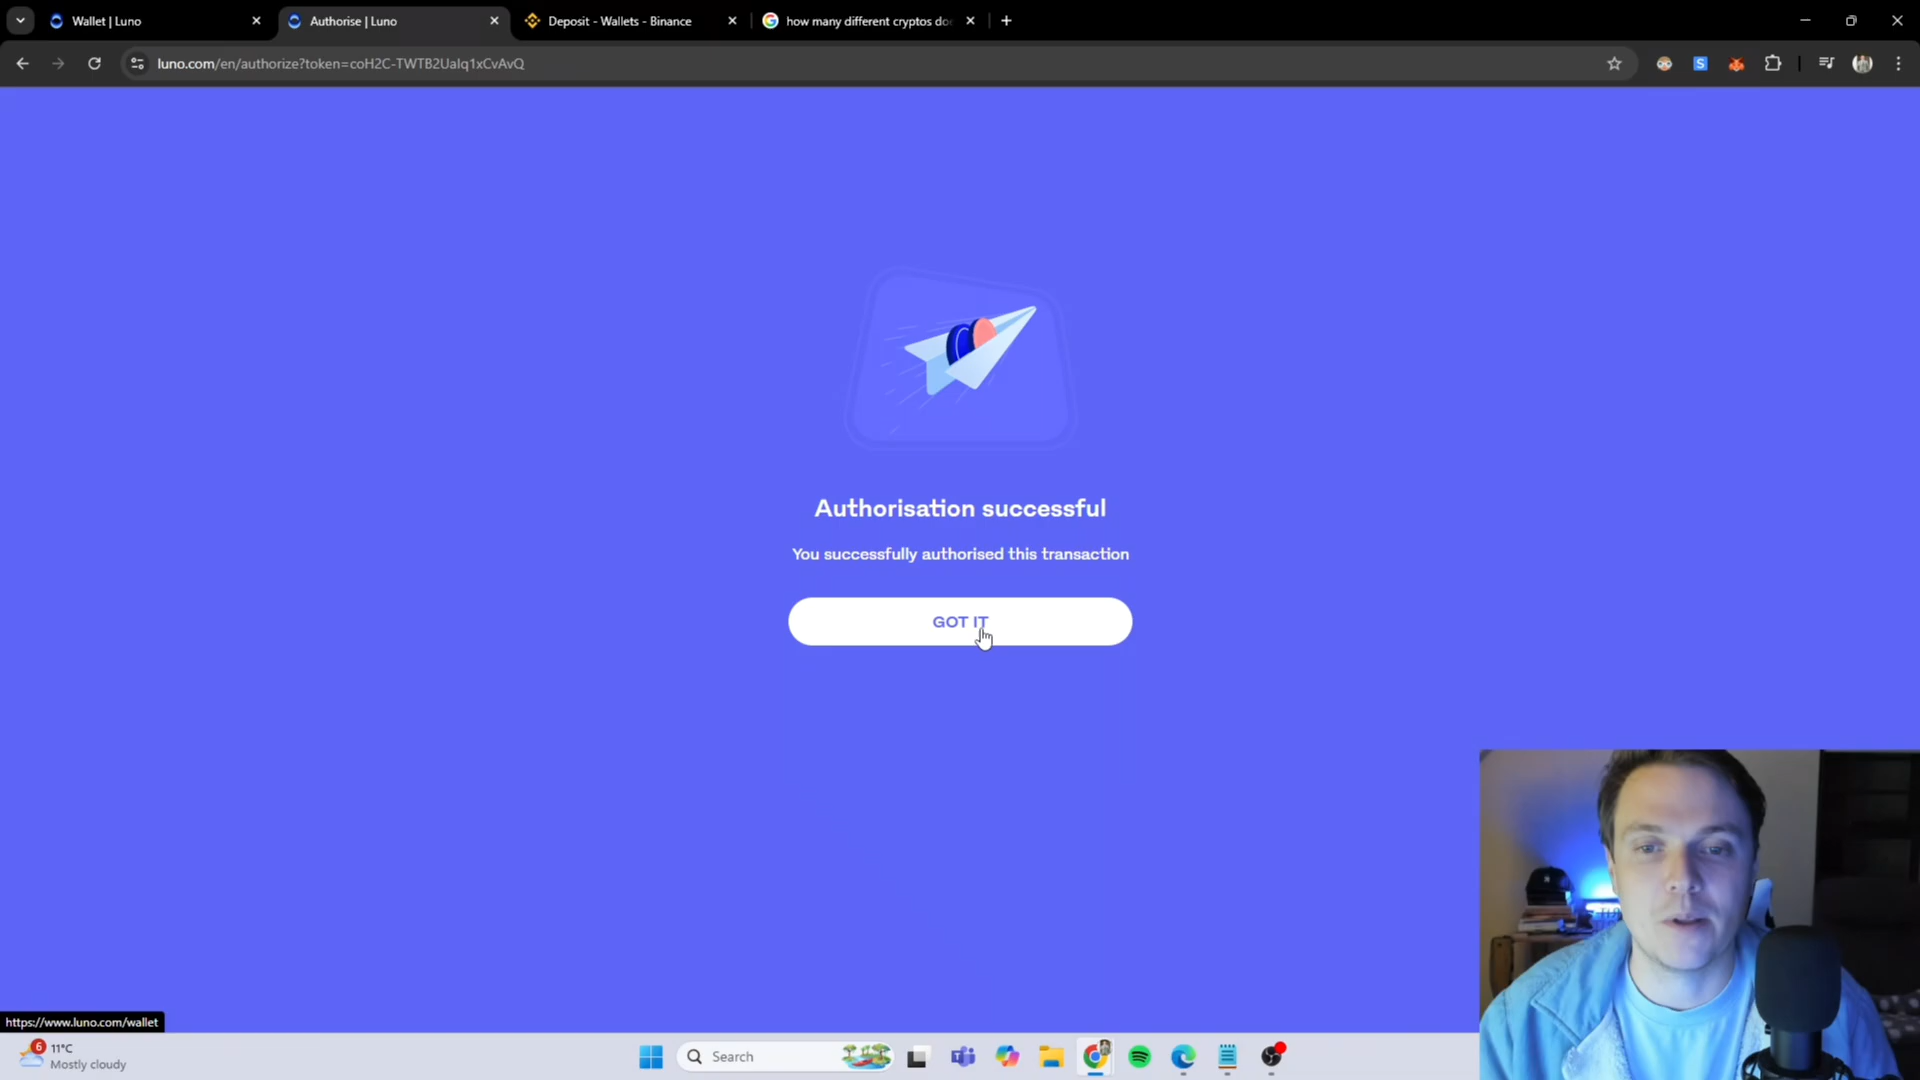 Wallet | Luno
Authorise | Luno
Deposit - Wallets - Binance
how many different cryptos do
luno.com/en/authorize?token=coH2C-TWTB2Ualq1xCvAvQ
S
Authorisation successful
You successfully authorised this transaction
GOT IT
https://www.luno.com/wallet
6
11°C
Mostly cloudy
Search